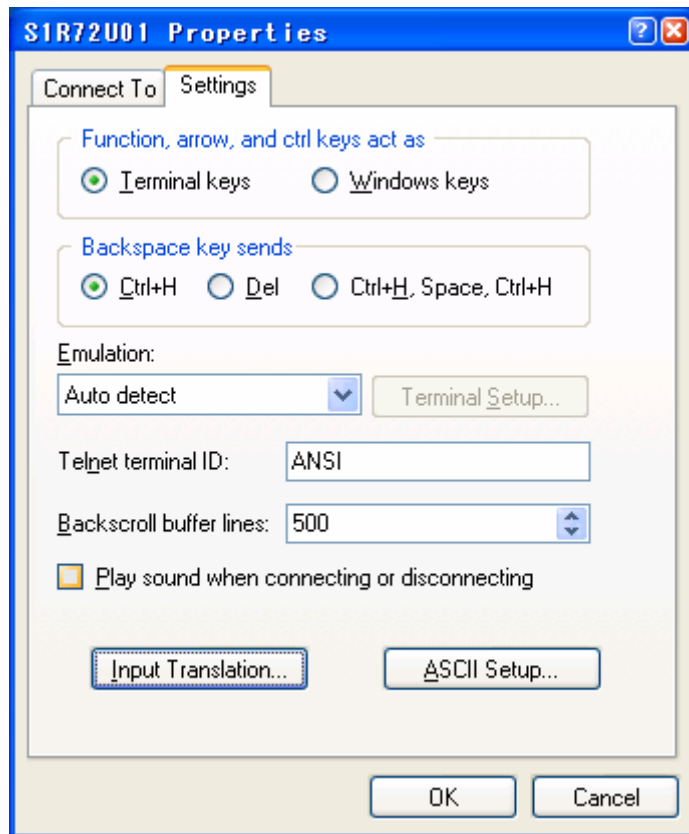 S1R72U01 Properties
Connect To Settings
Function, arrow, and ctrl keys act as
Terminal keys Windows keys
Backspace key sends
Ctrl+H Del Ctrl+H, Space, Ctrl+H
Emulation:
Auto detect Terminal Setup...
Telnet terminal ID: ANSI
Backscroll buffer lines: 500
Play sound when connecting or disconnecting
Input Translation... ASCII Setup...
OK Cancel